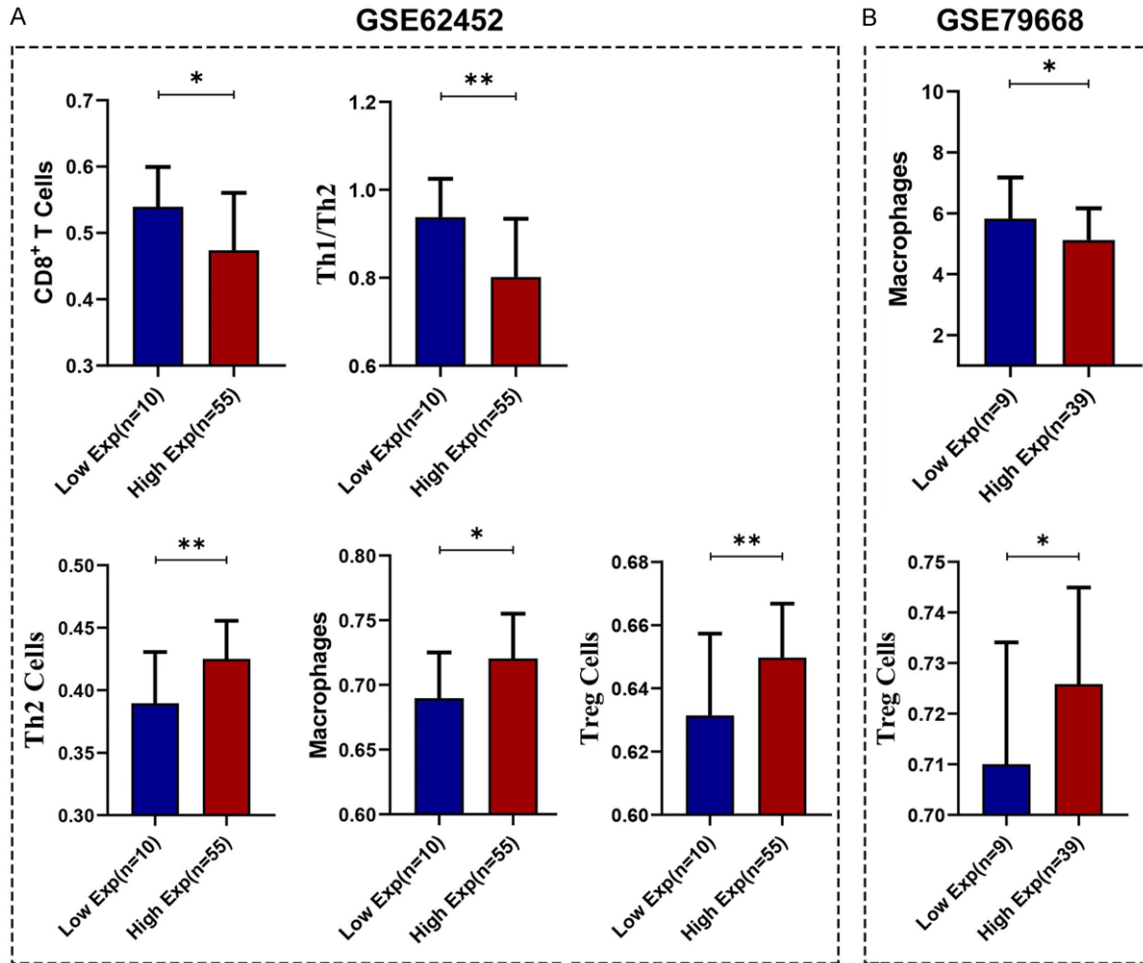 A
GSE62452
*
0.7
0.6
0.5
0.4
0.3
CD8+ T Cells
Low Exp(n=10)
High Exp(n=55)
**
1.2
1.0
0.8
0.6
Th1/Th2
Low Exp(n=10)
High Exp(n=55)
**
0.50
0.45
0.40
0.35
0.30
Th2 Cells
Low Exp(n=10)
High Exp(n=55)
*
0.80
0.75
0.70
0.65
0.60
Macrophages
Low Exp(n=10)
High Exp(n=55)
**
0.68
0.66
0.64
0.62
0.60
Treg Cells
Low Exp(n=10)
High Exp(n=55)
B
GSE79668
*
10
8
6
4
2
Macrophages
Low Exp(n=9)
High Exp(n=39)
*
0.75
0.74
0.73
0.72
0.71
0.70
Treg Cells
Low Exp(n=9)
High Exp(n=39)